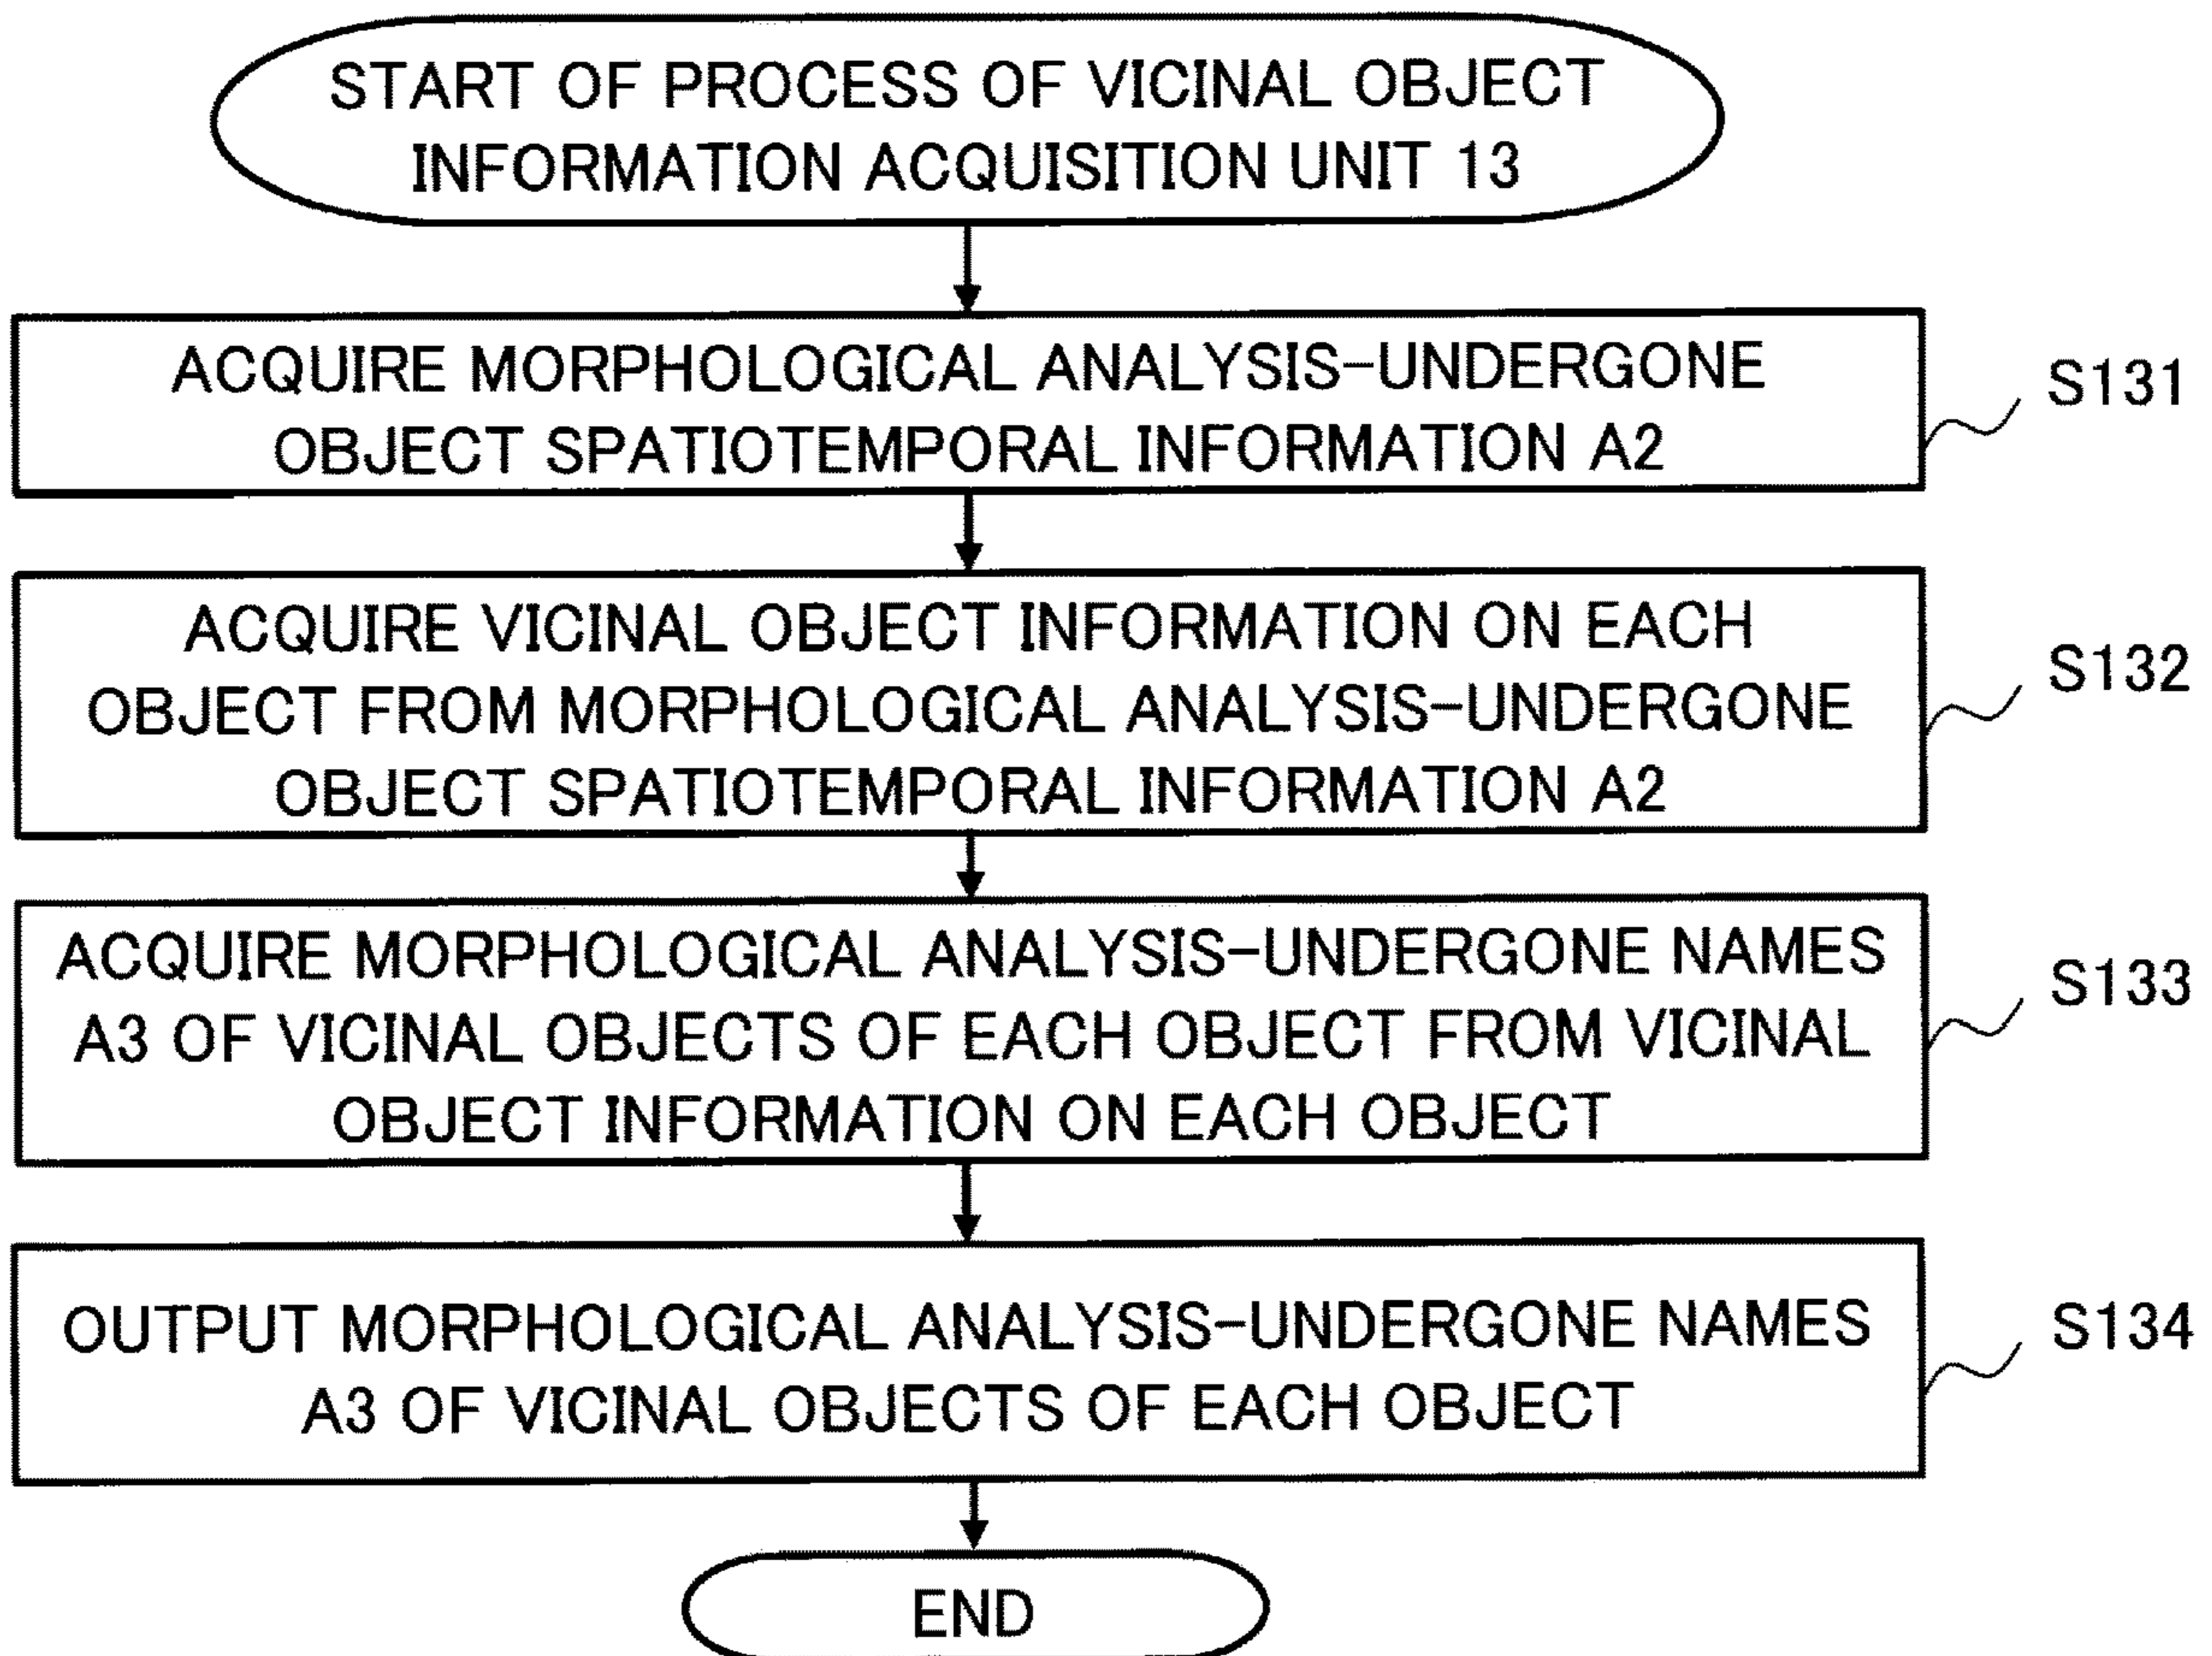 START OF PROCESS OF VICINAL OBJECT
INFORMATION ACQUISITION UNIT 13
ACQUIRE MORPHOLOGICAL ANALYSIS-UNDERGONE
OBJECT SPATIOTEMPORAL INFORMATION A2
S131
ACQUIRE VICINAL OBJECT INFORMATION ON EACH
OBJECT FROM MORPHOLOGICAL ANALYSIS-UNDERGONE
OBJECT SPATIOTEMPORAL INFORMATION A2
S132
ACQUIRE MORPHOLOGICAL ANALYSIS-UNDERGONE NAMES
A3 OF VICINAL OBJECTS OF EACH OBJECT FROM VICINAL
OBJECT INFORMATION ON EACH OBJECT
S133
OUTPUT MORPHOLOGICAL ANALYSIS-UNDERGONE NAMES
A3 OF VICINAL OBJECTS OF EACH OBJECT
S134
END